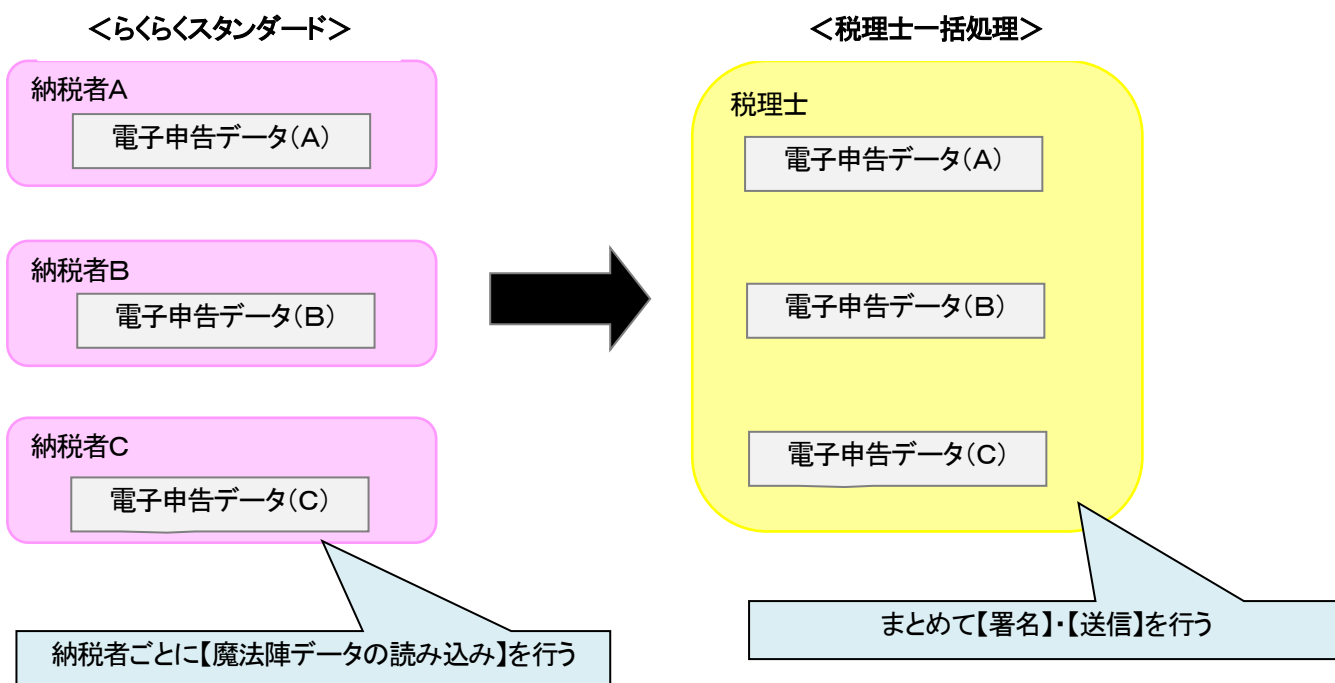 ＜らくらくスタンダード＞
納税者A
電子申告データ(A)
納税者B
電子申告データ(B)
納税者C
電子申告データ(C)
納税者ごとに【魔法陣データの読み込み】を行う
＜税理士一括処理＞
税理士
電子申告データ(A)
電子申告データ(B)
電子申告データ(C)
まとめて【署名】・【送信】を行う